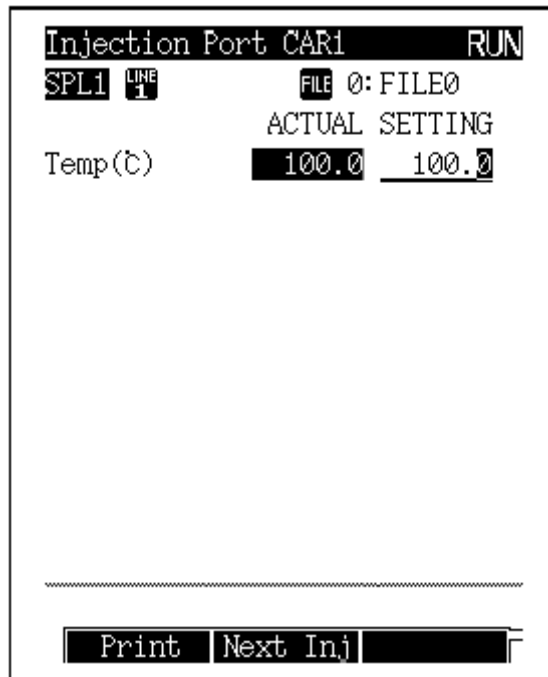 Injection Port CAR1 RUN
SPL1 LINE 1 FILE 0:FILE0
ACTUAL SETTING
Temp(℃) 100.0 100.0
Print Next Inj